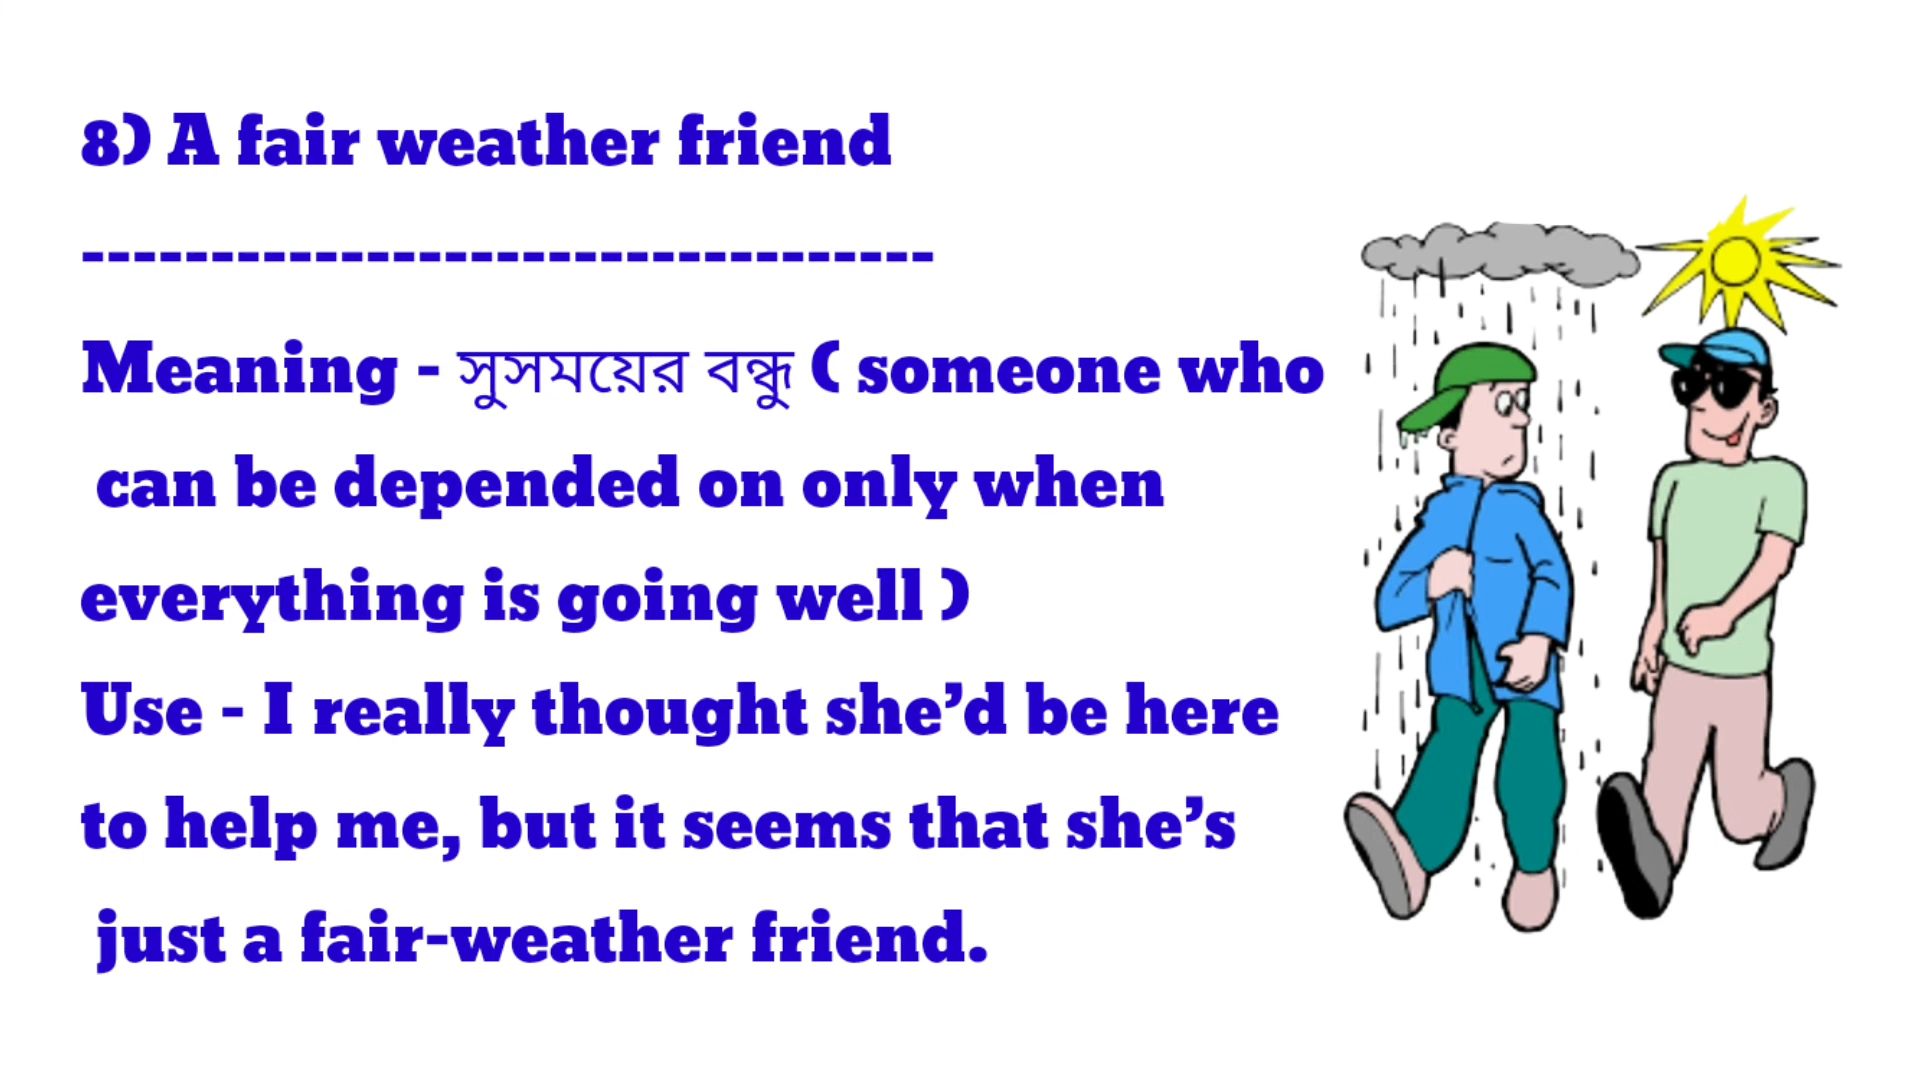 8) A fair weather friend
---------------------------------
Meaning - সুসময়ের বন্ধু ( someone who
can be depended on only when
everything is going well )
Use - I really thought she’d be here
to help me, but it seems that she’s
just a fair-weather friend.